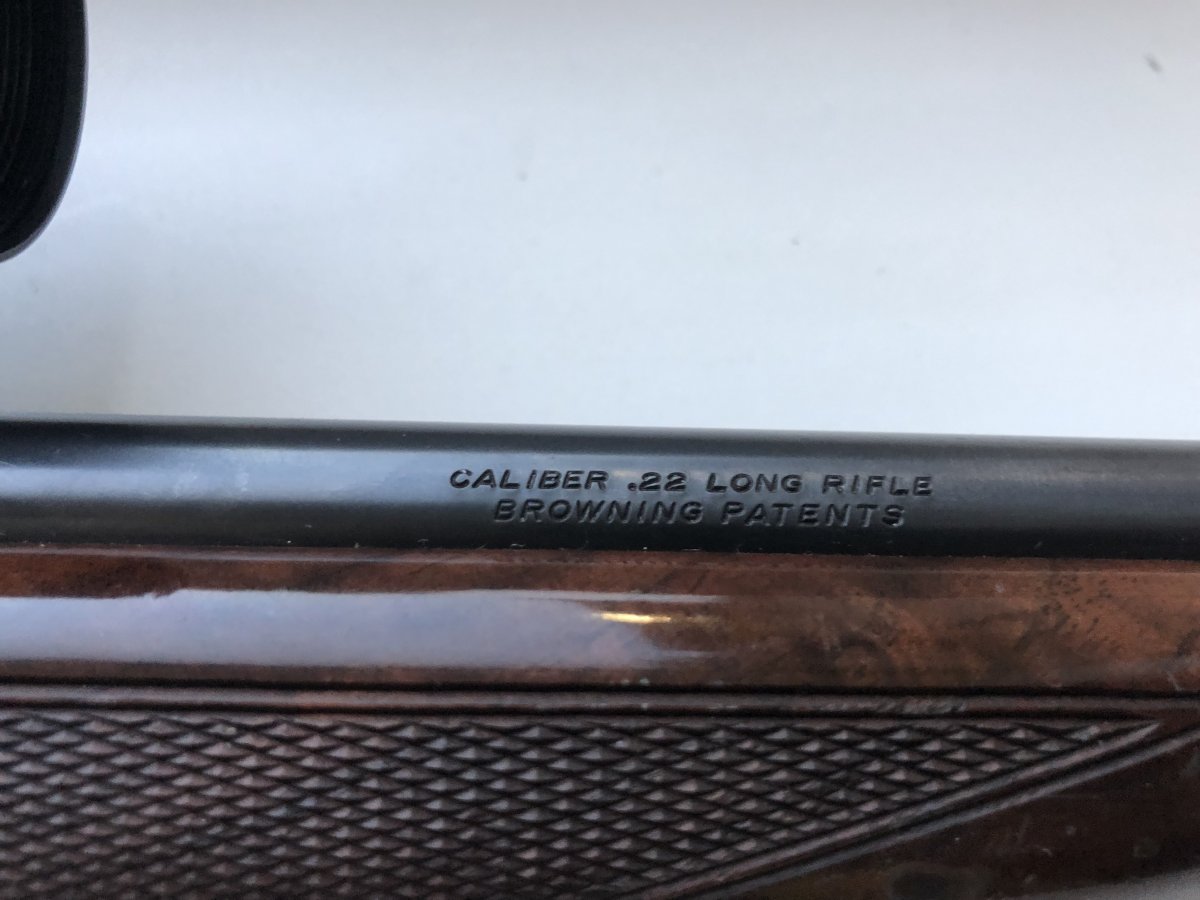 CALIBER .22 LONG RIFLE
BROWNING PATENTS